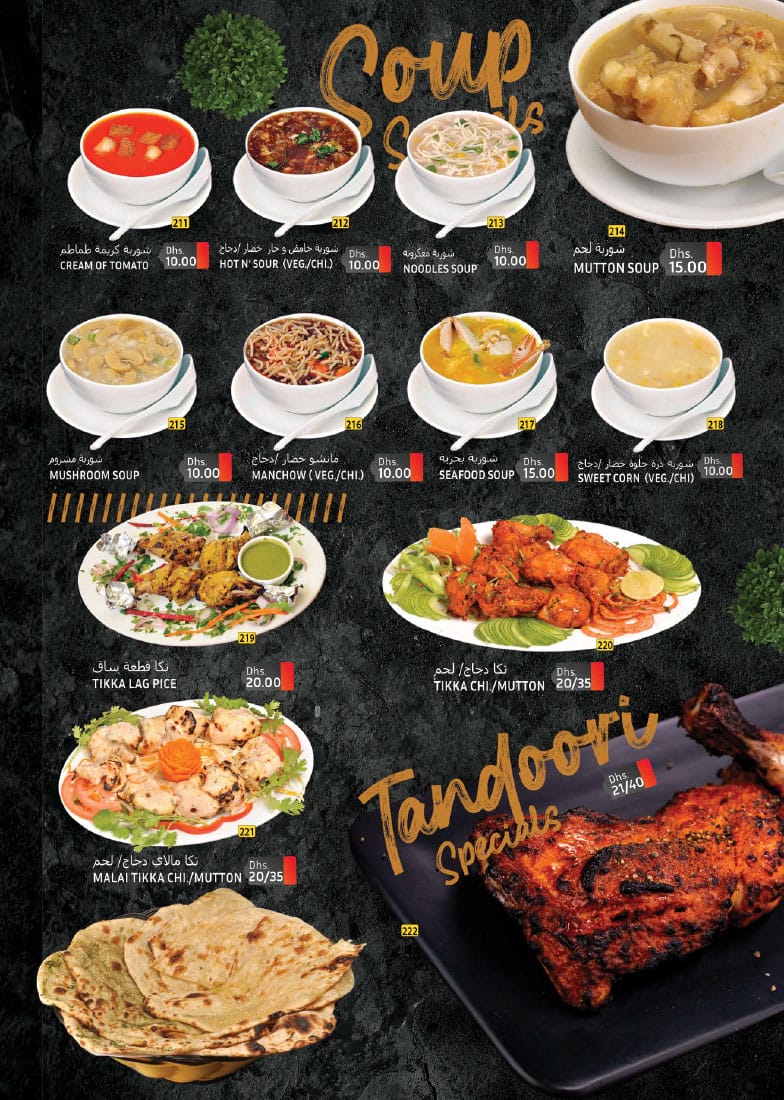 Soup
Specials
211
شوربة كريمة طماطم
CREAM OF TOMATO
Dhs.
10.00
212
شوربة حامض و حار خضار /دجاج
HOT N' SOUR (VEG./CHI.)
Dhs.
10.00
213
شوربة معكرونه
NOODLES SOUP
Dhs.
10.00
214
شوربة لحم
MUTTON SOUP
Dhs.
15.00
215
شوربة مشروم
MUSHROOM SOUP
Dhs.
10.00
216
مانشو خضار /دجاج
MANCHOW ( VEG./CHI.)
Dhs.
10.00
217
شوربة بحريه
SEAFOOD SOUP
Dhs.
15.00
218
شوربة ذرة حلوة خضار /دجاج
SWEET CORN (VEG./CHI)
Dhs.
10.00
219
تكا قطعة ساق
TIKKA LAG PICE
Dhs.
20.00
220
تكا دجاج/ لحم
TIKKA CHI./MUTTON
Dhs.
20/35
221
تكا مالاي دجاج/ لحم
MALAI TIKKA CHI./MUTTON
Dhs.
20/35
Tandoori
Specials
Dhs.
21/40
222